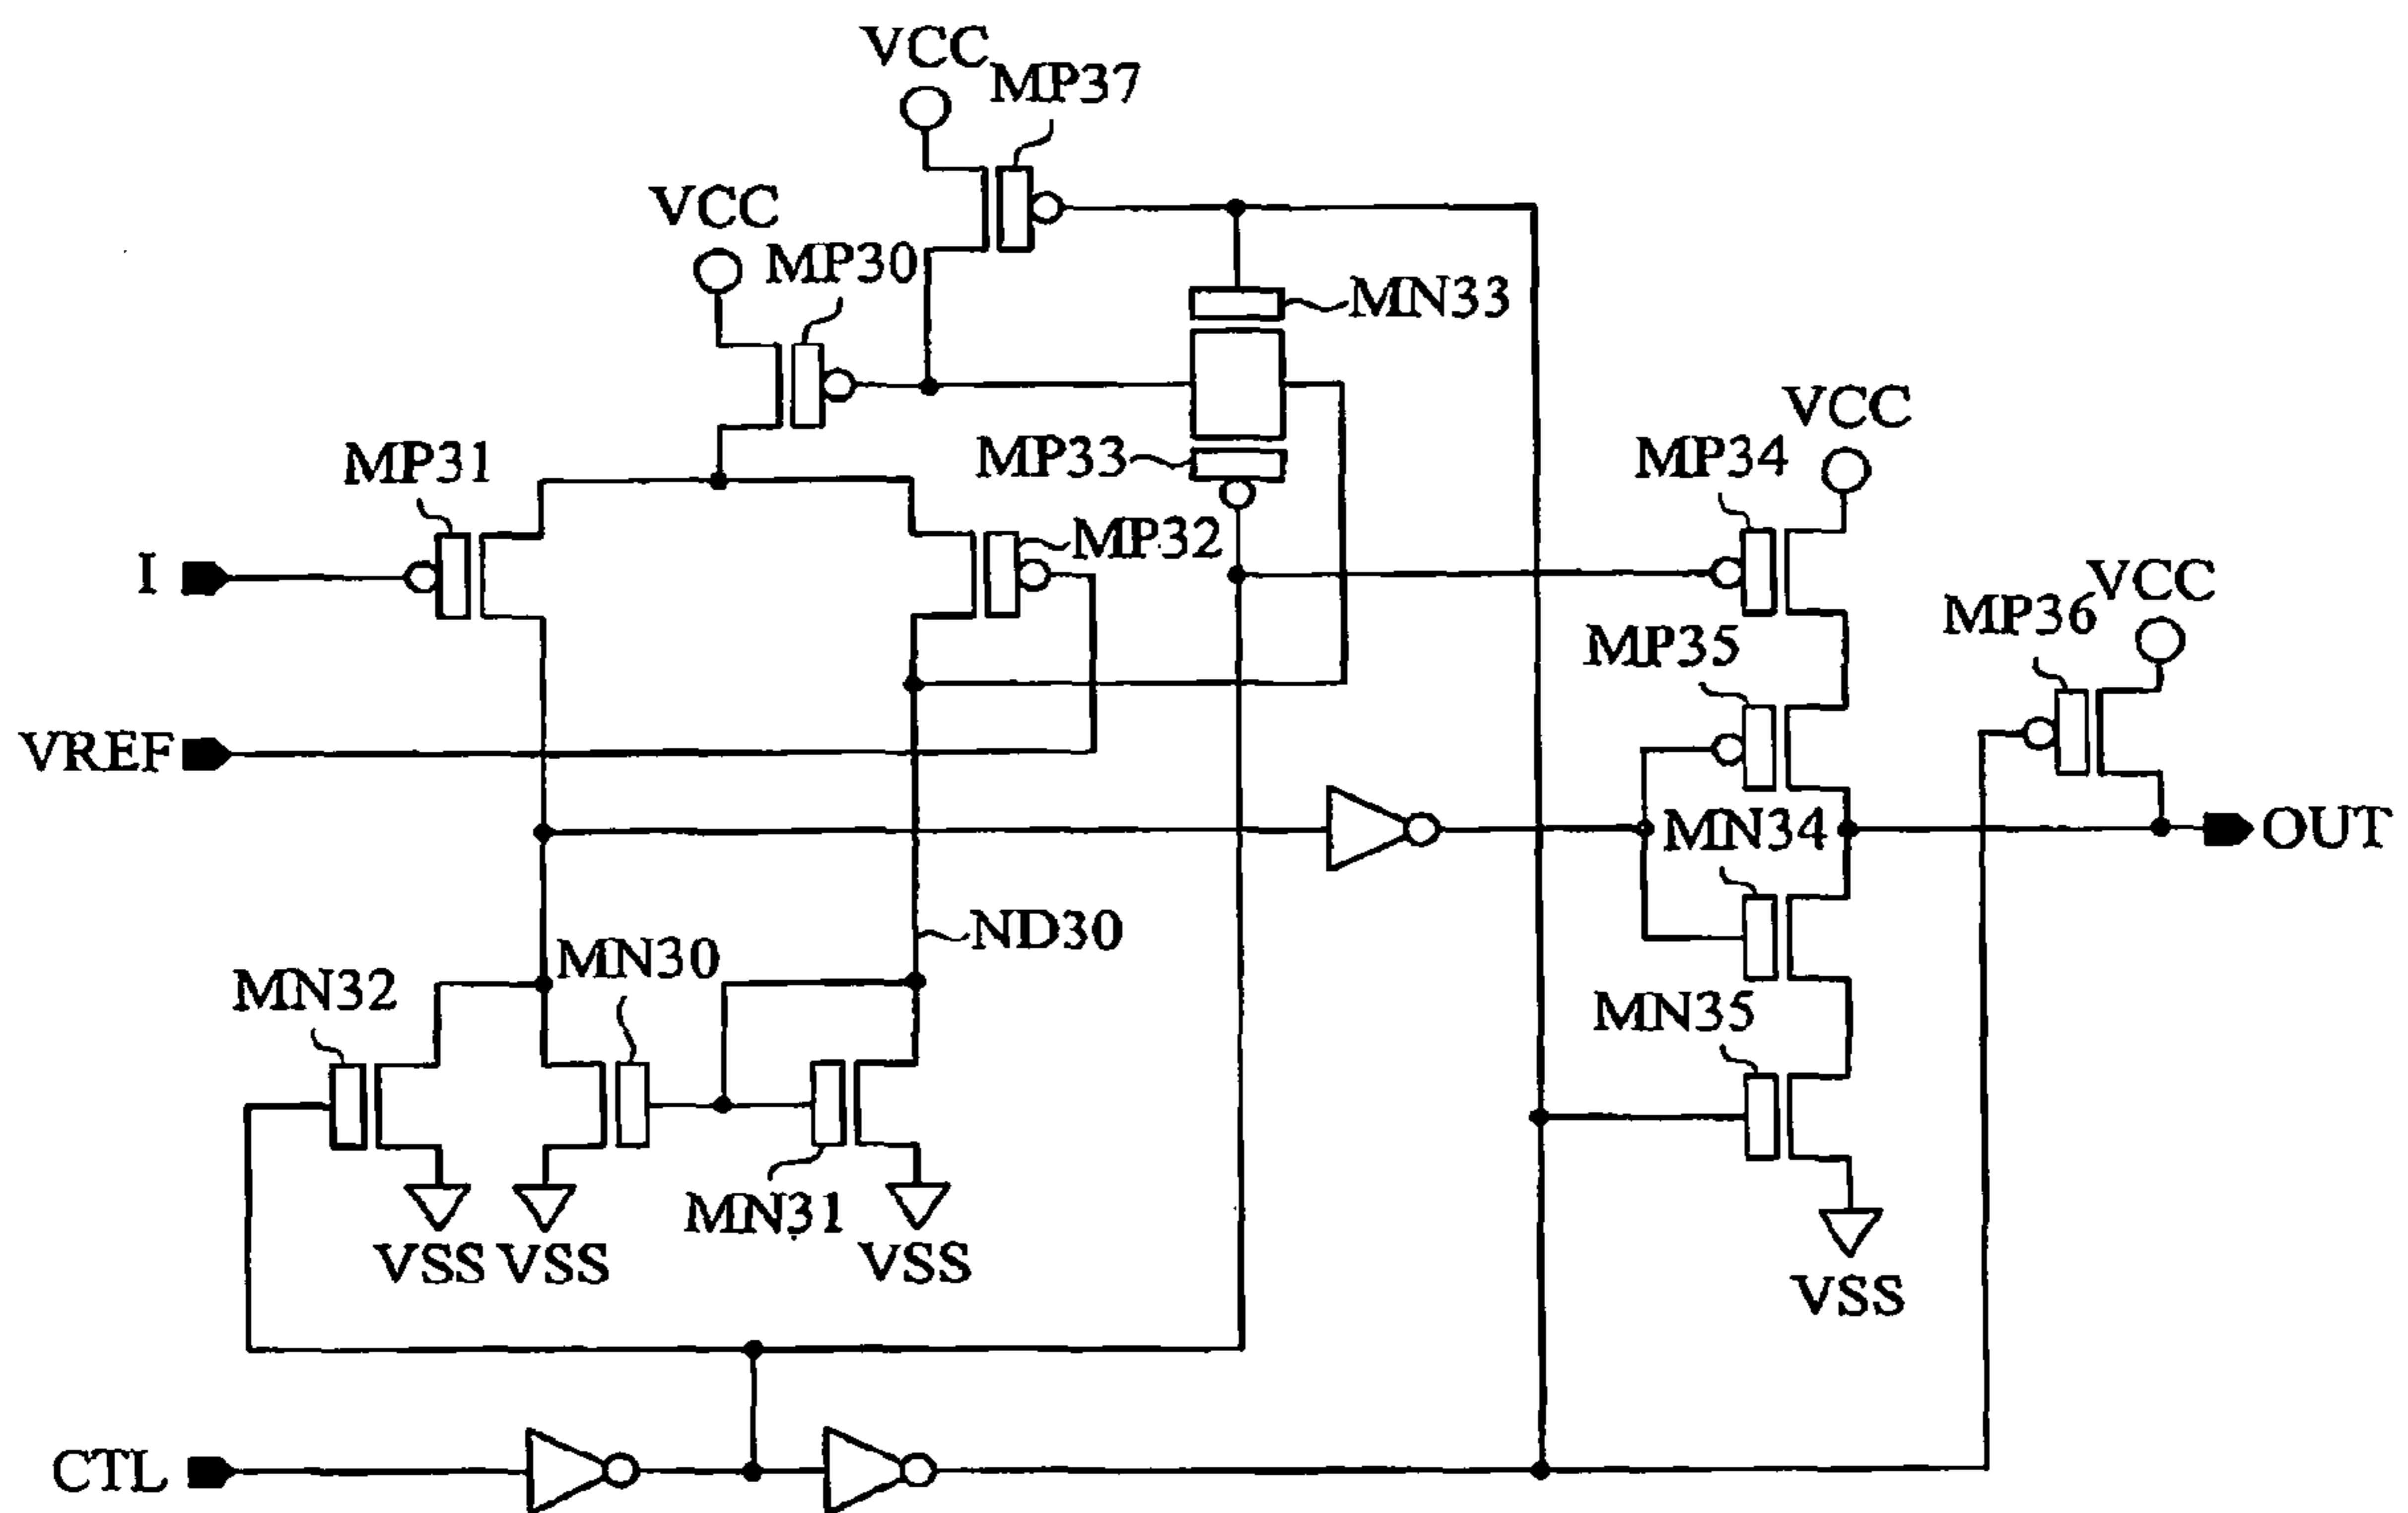 VCC
MP37
VCC
MP30
MN33
MP31
MP33
MP34
VCC
I
MP32
MP36
VCC
MP35
VREF
MN34
OUT
ND30
MN32
MN30
MN35
MN31
VSS
VSS
VSS
VSS
CTL